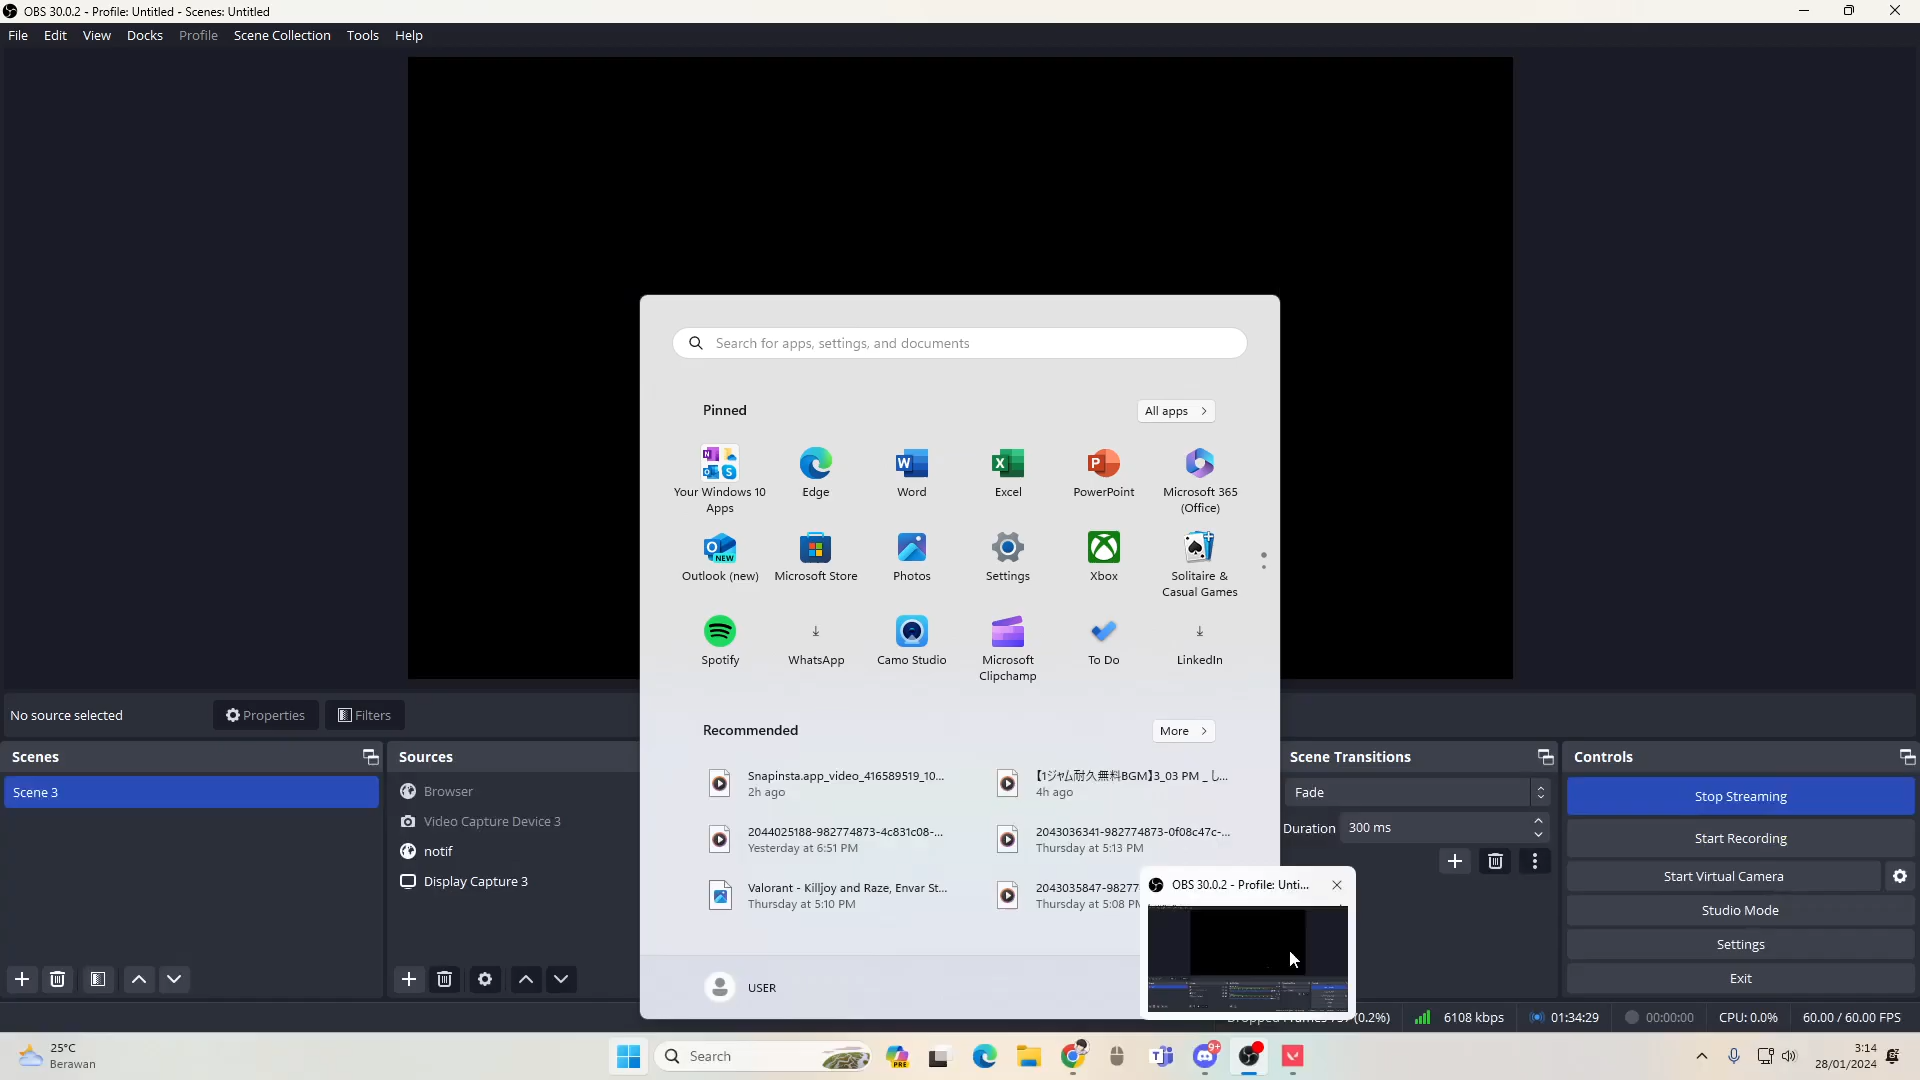 OBS 30.0.2 - Profile: Untitled - Scenes: Untitled
File Edit View Docks Profile Scene Collection Tools Help
Search for apps, settings, and documents
Pinned
All apps
Your Windows 10 Apps
Edge
Word
Excel
PowerPoint
Microsoft 365 (Office)
Outlook (new)
Microsoft Store
Photos
Settings
Xbox
Solitaire & Casual Games
Spotify
WhatsApp
Camo Studio
Microsoft Clipchamp
To Do
LinkedIn
Recommended
More
Snapinsta.app_video_416589519_10...
2h ago
【1ジャム耐久無料BGM】3_03 PM _ し...
4h ago
2044025188-982774873-4c831c08-...
Yesterday at 6:51 PM
2043036341-982774873-0f08c47c-...
Thursday at 5:13 PM
Valorant - Killjoy and Raze, Envar St...
Thursday at 5:10 PM
2043035847-9827
Thursday at 5:08 PM
USER
OBS 30.0.2 - Profile: Unti...
No source selected
Properties
Filters
Scenes
Scene 3
Sources
Browser
Video Capture Device 3
notif
Display Capture 3
Scene Transitions
Fade
Duration 300 ms
Controls
Stop Streaming
Start Recording
Start Virtual Camera
Studio Mode
Settings
Exit
(0.2%) 6108 kbps 01:34:29 00:00:00 CPU: 0.0% 60.00 / 60.00 FPS
25°C
Berawan
Search
PRE
9+
3:14
28/01/2024